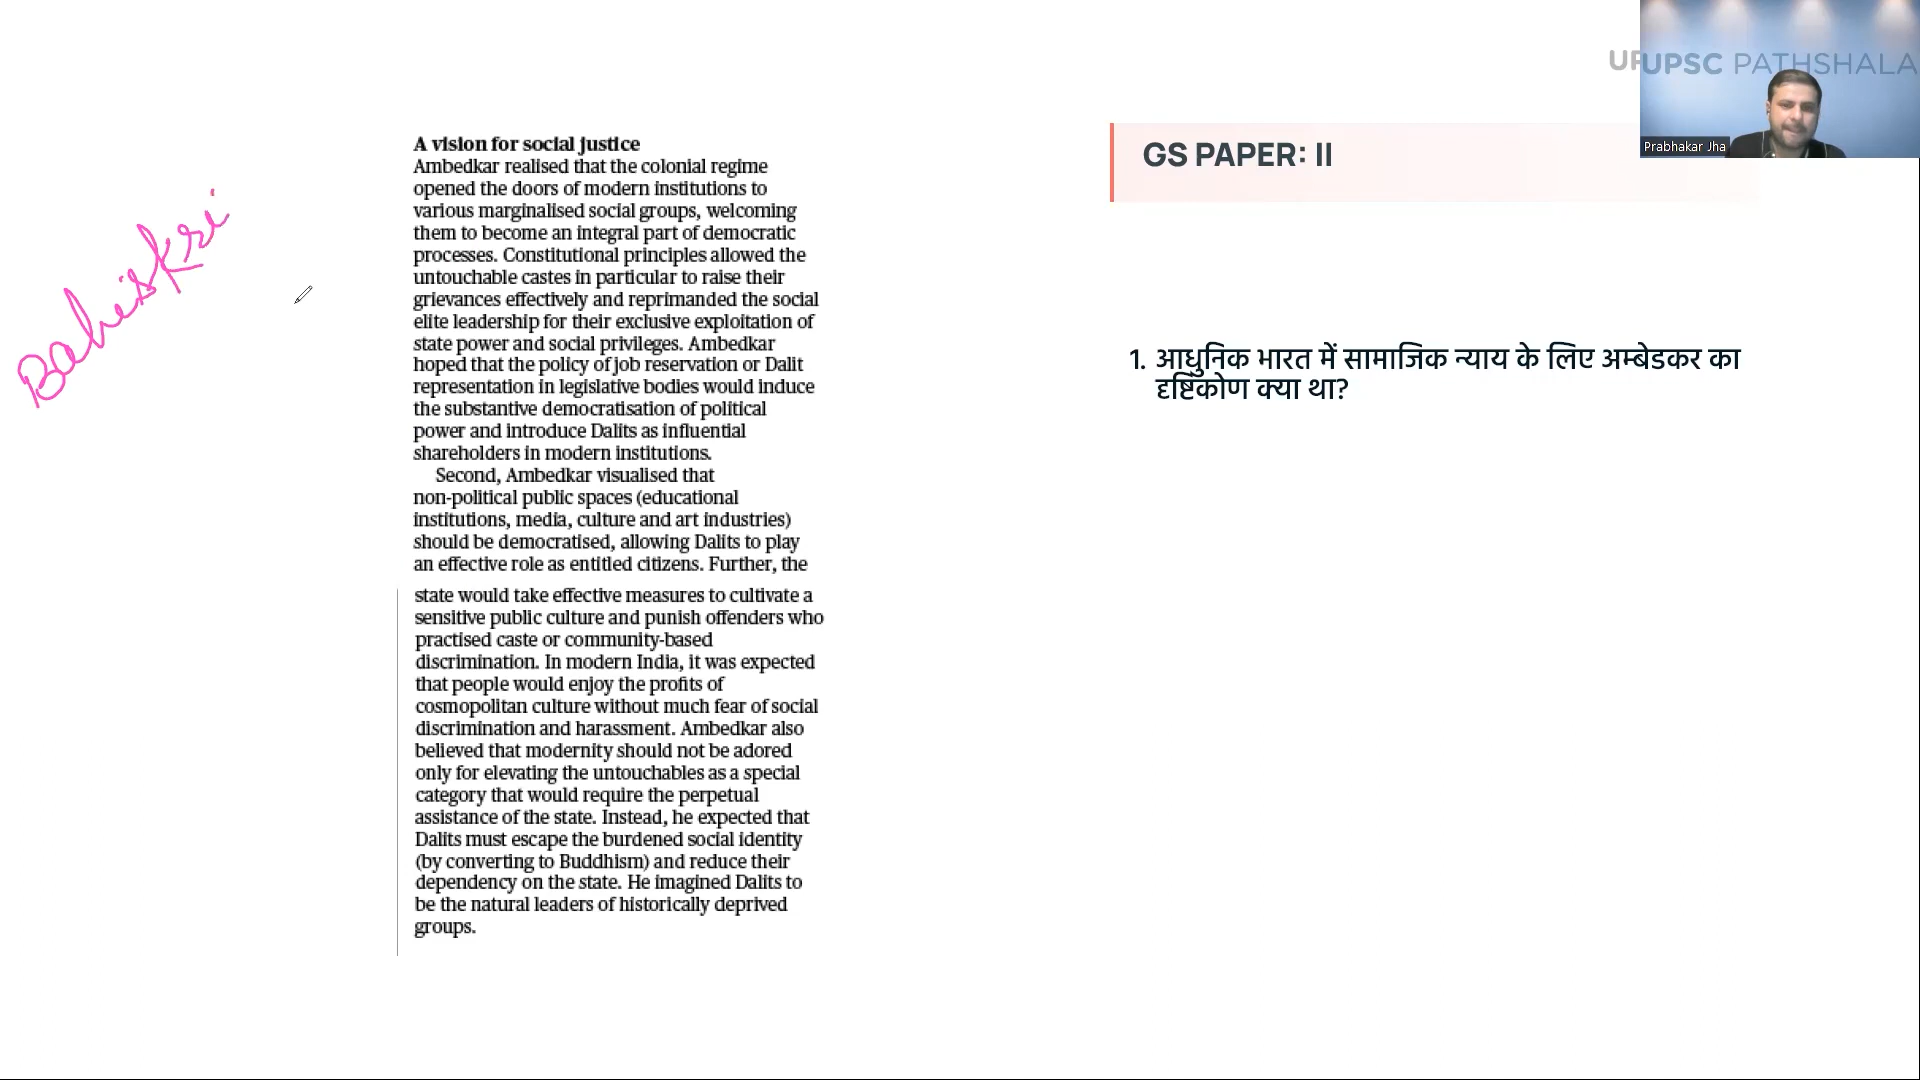 UPUPSC PATHSHALA
Prabhakar Jha
GS PAPER: II
Bahiskri
A vision for social justice
Ambedkar realised that the colonial regime
opened the doors of modern institutions to
various marginalised social groups, welcoming
them to become an integral part of democratic
processes. Constitutional principles allowed the
untouchable castes in particular to raise their
grievances effectively and reprimanded the social
elite leadership for their exclusive exploitation of
state power and social privileges. Ambedkar
hoped that the policy of job reservation or Dalit
representation in legislative bodies would induce
the substantive democratisation of political
power and introduce Dalits as influential
shareholders in modern institutions.
Second, Ambedkar visualised that
non-political public spaces (educational
institutions, media, culture and art industries)
should be democratised, allowing Dalits to play
an effective role as entitled citizens. Further, the
state would take effective measures to cultivate a
sensitive public culture and punish offenders who
practised caste or community-based
discrimination. In modern India, it was expected
that people would enjoy the profits of
cosmopolitan culture without much fear of social
discrimination and harassment. Ambedkar also
believed that modernity should not be adored
only for elevating the untouchables as a special
category that would require the perpetual
assistance of the state. Instead, he expected that
Dalits must escape the burdened social identity
(by converting to Buddhism) and reduce their
dependency on the state. He imagined Dalits to
be the natural leaders of historically deprived
groups.
1. आधुनिक भारत में सामाजिक न्याय के लिए अम्बेडकर का
दृष्टिकोण क्या था?